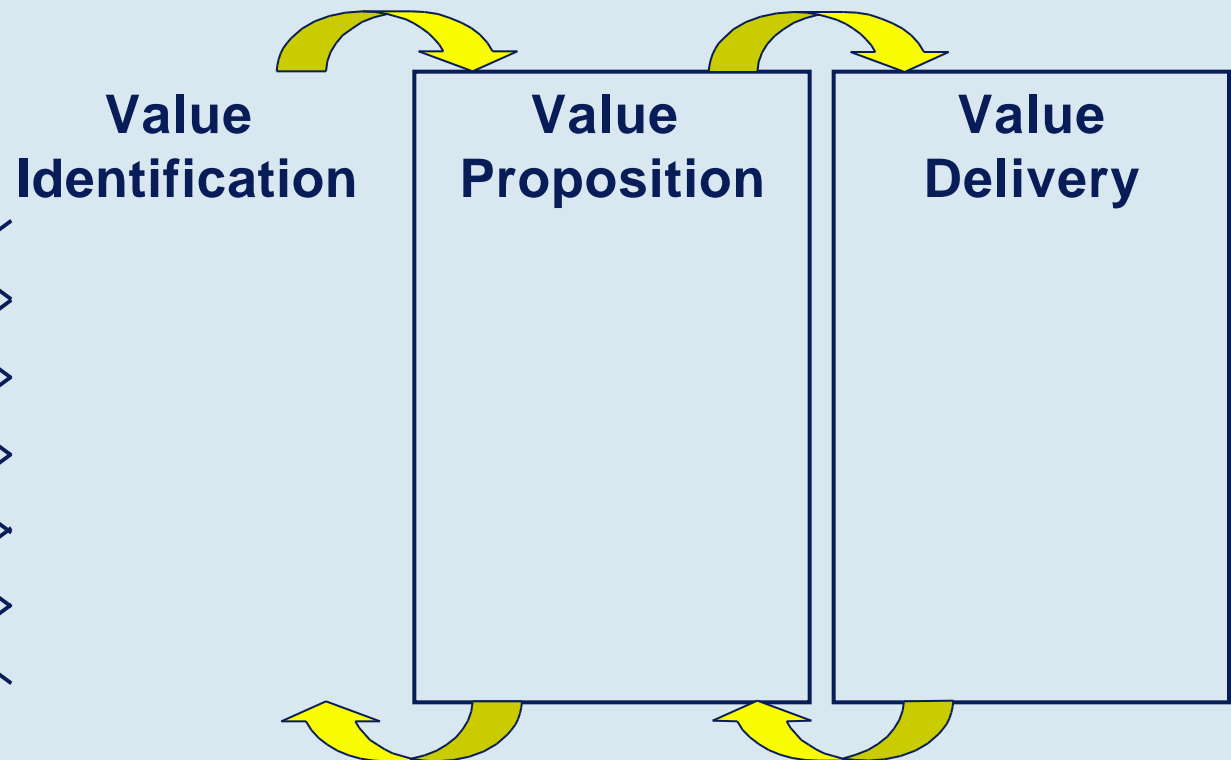 Value
Identification
Value
Proposition
Value
Delivery